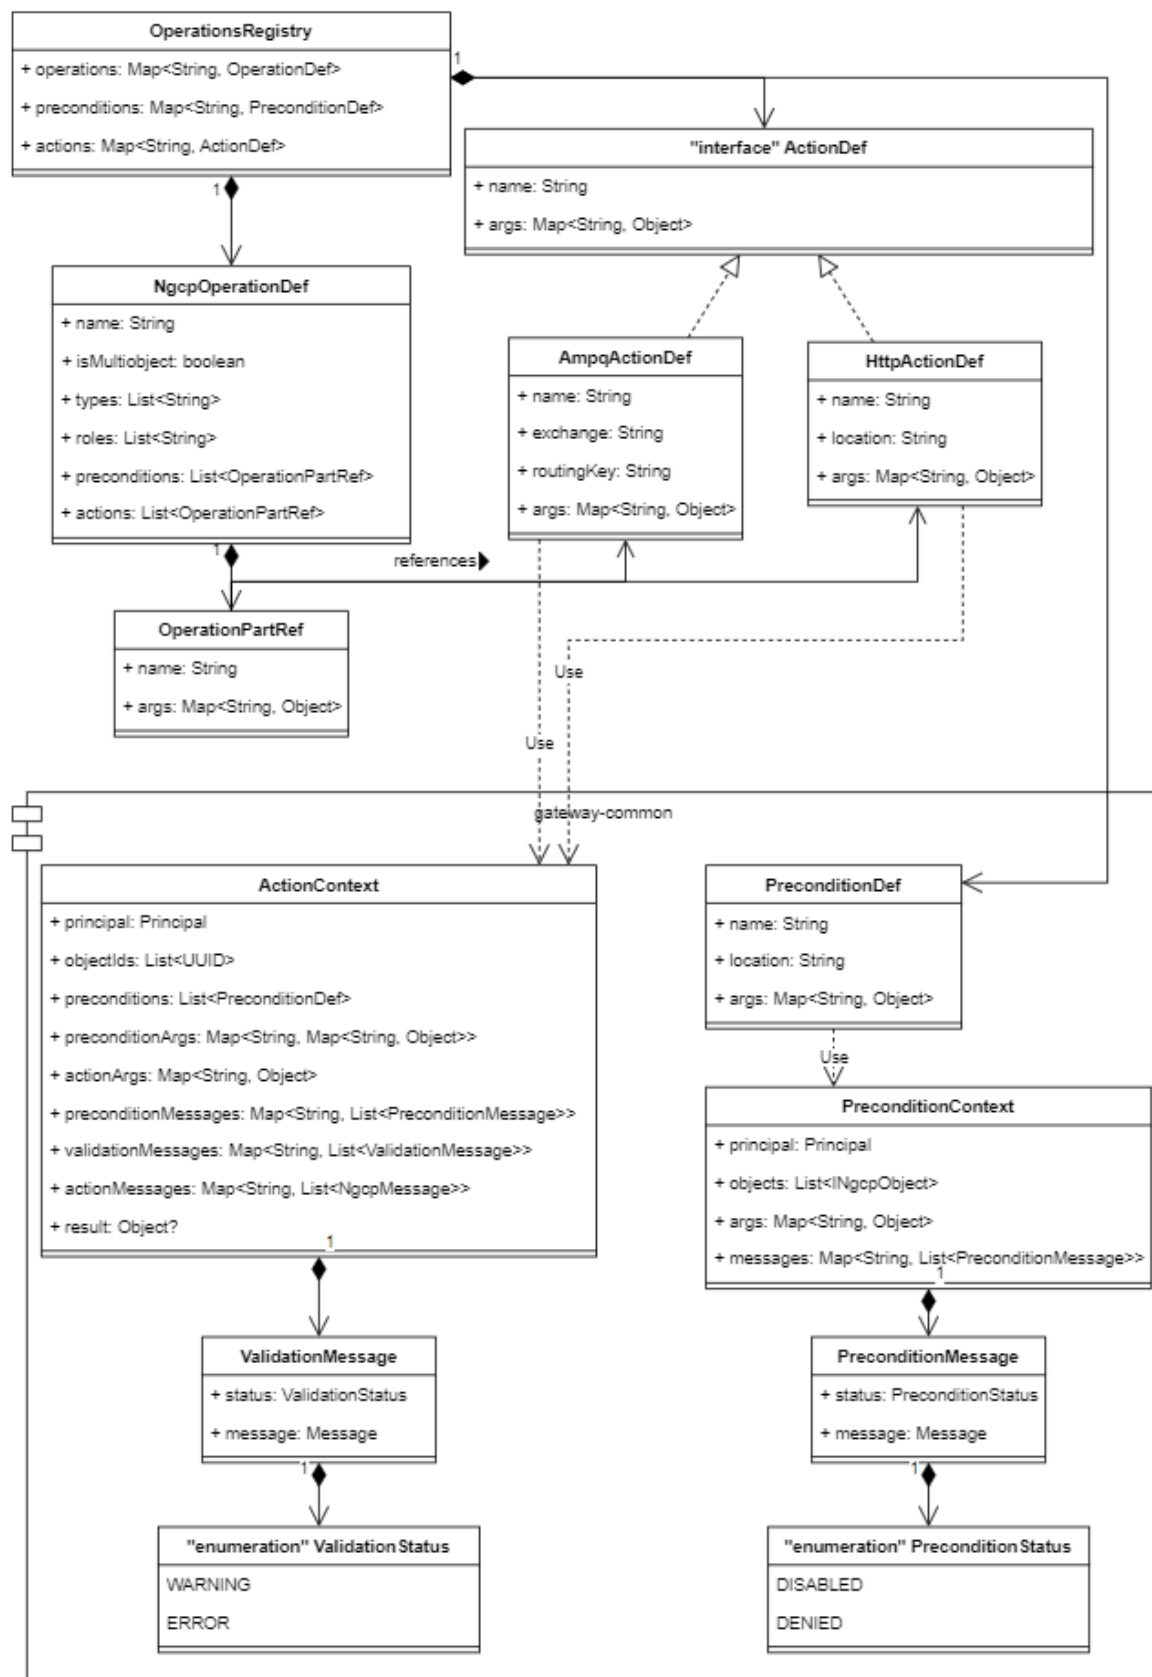 OperationsRegistry
+ operations: Map<String, OperationDef>
+ preconditions: Map<String, PreconditionDef>
+ actions: Map<String, ActionDef>
1
1
"interface" ActionDef
+ name: String
+ args: Map<String, Object>
NgcpOperationDef
+ name: String
+ isMultiobject: boolean
+ types: List<String>
+ roles: List<String>
+ preconditions: List<OperationPartRef>
+ actions: List<OperationPartRef>
1
AmpqActionDef
+ name: String
+ exchange: String
+ routingKey: String
+ args: Map<String, Object>
HttpActionDef
+ name: String
+ location: String
+ args: Map<String, Object>
references
OperationPartRef
+ name: String
+ args: Map<String, Object>
Use
Use
gateway-common
ActionContext
+ principal: Principal
+ objectIds: List<UUID>
+ preconditions: List<PreconditionDef>
+ preconditionArgs: Map<String, Map<String, Object>>
+ actionArgs: Map<String, Object>
+ preconditionMessages: Map<String, List<PreconditionMessage>>
+ validationMessages: Map<String, List<ValidationMessage>>
+ actionMessages: Map<String, List<NgcpMessage>>
+ result: Object?
1
PreconditionDef
+ name: String
+ location: String
+ args: Map<String, Object>
Use
PreconditionContext
+ principal: Principal
+ objects: List<INgcpObject>
+ args: Map<String, Object>
+ messages: Map<String, List<PreconditionMessage>>
1
ValidationMessage
+ status: ValidationStatus
+ message: Message
1
PreconditionMessage
+ status: PreconditionStatus
+ message: Message
1
"enumeration" ValidationStatus
WARNING
ERROR
"enumeration" PreconditionStatus
DISABLED
DENIED